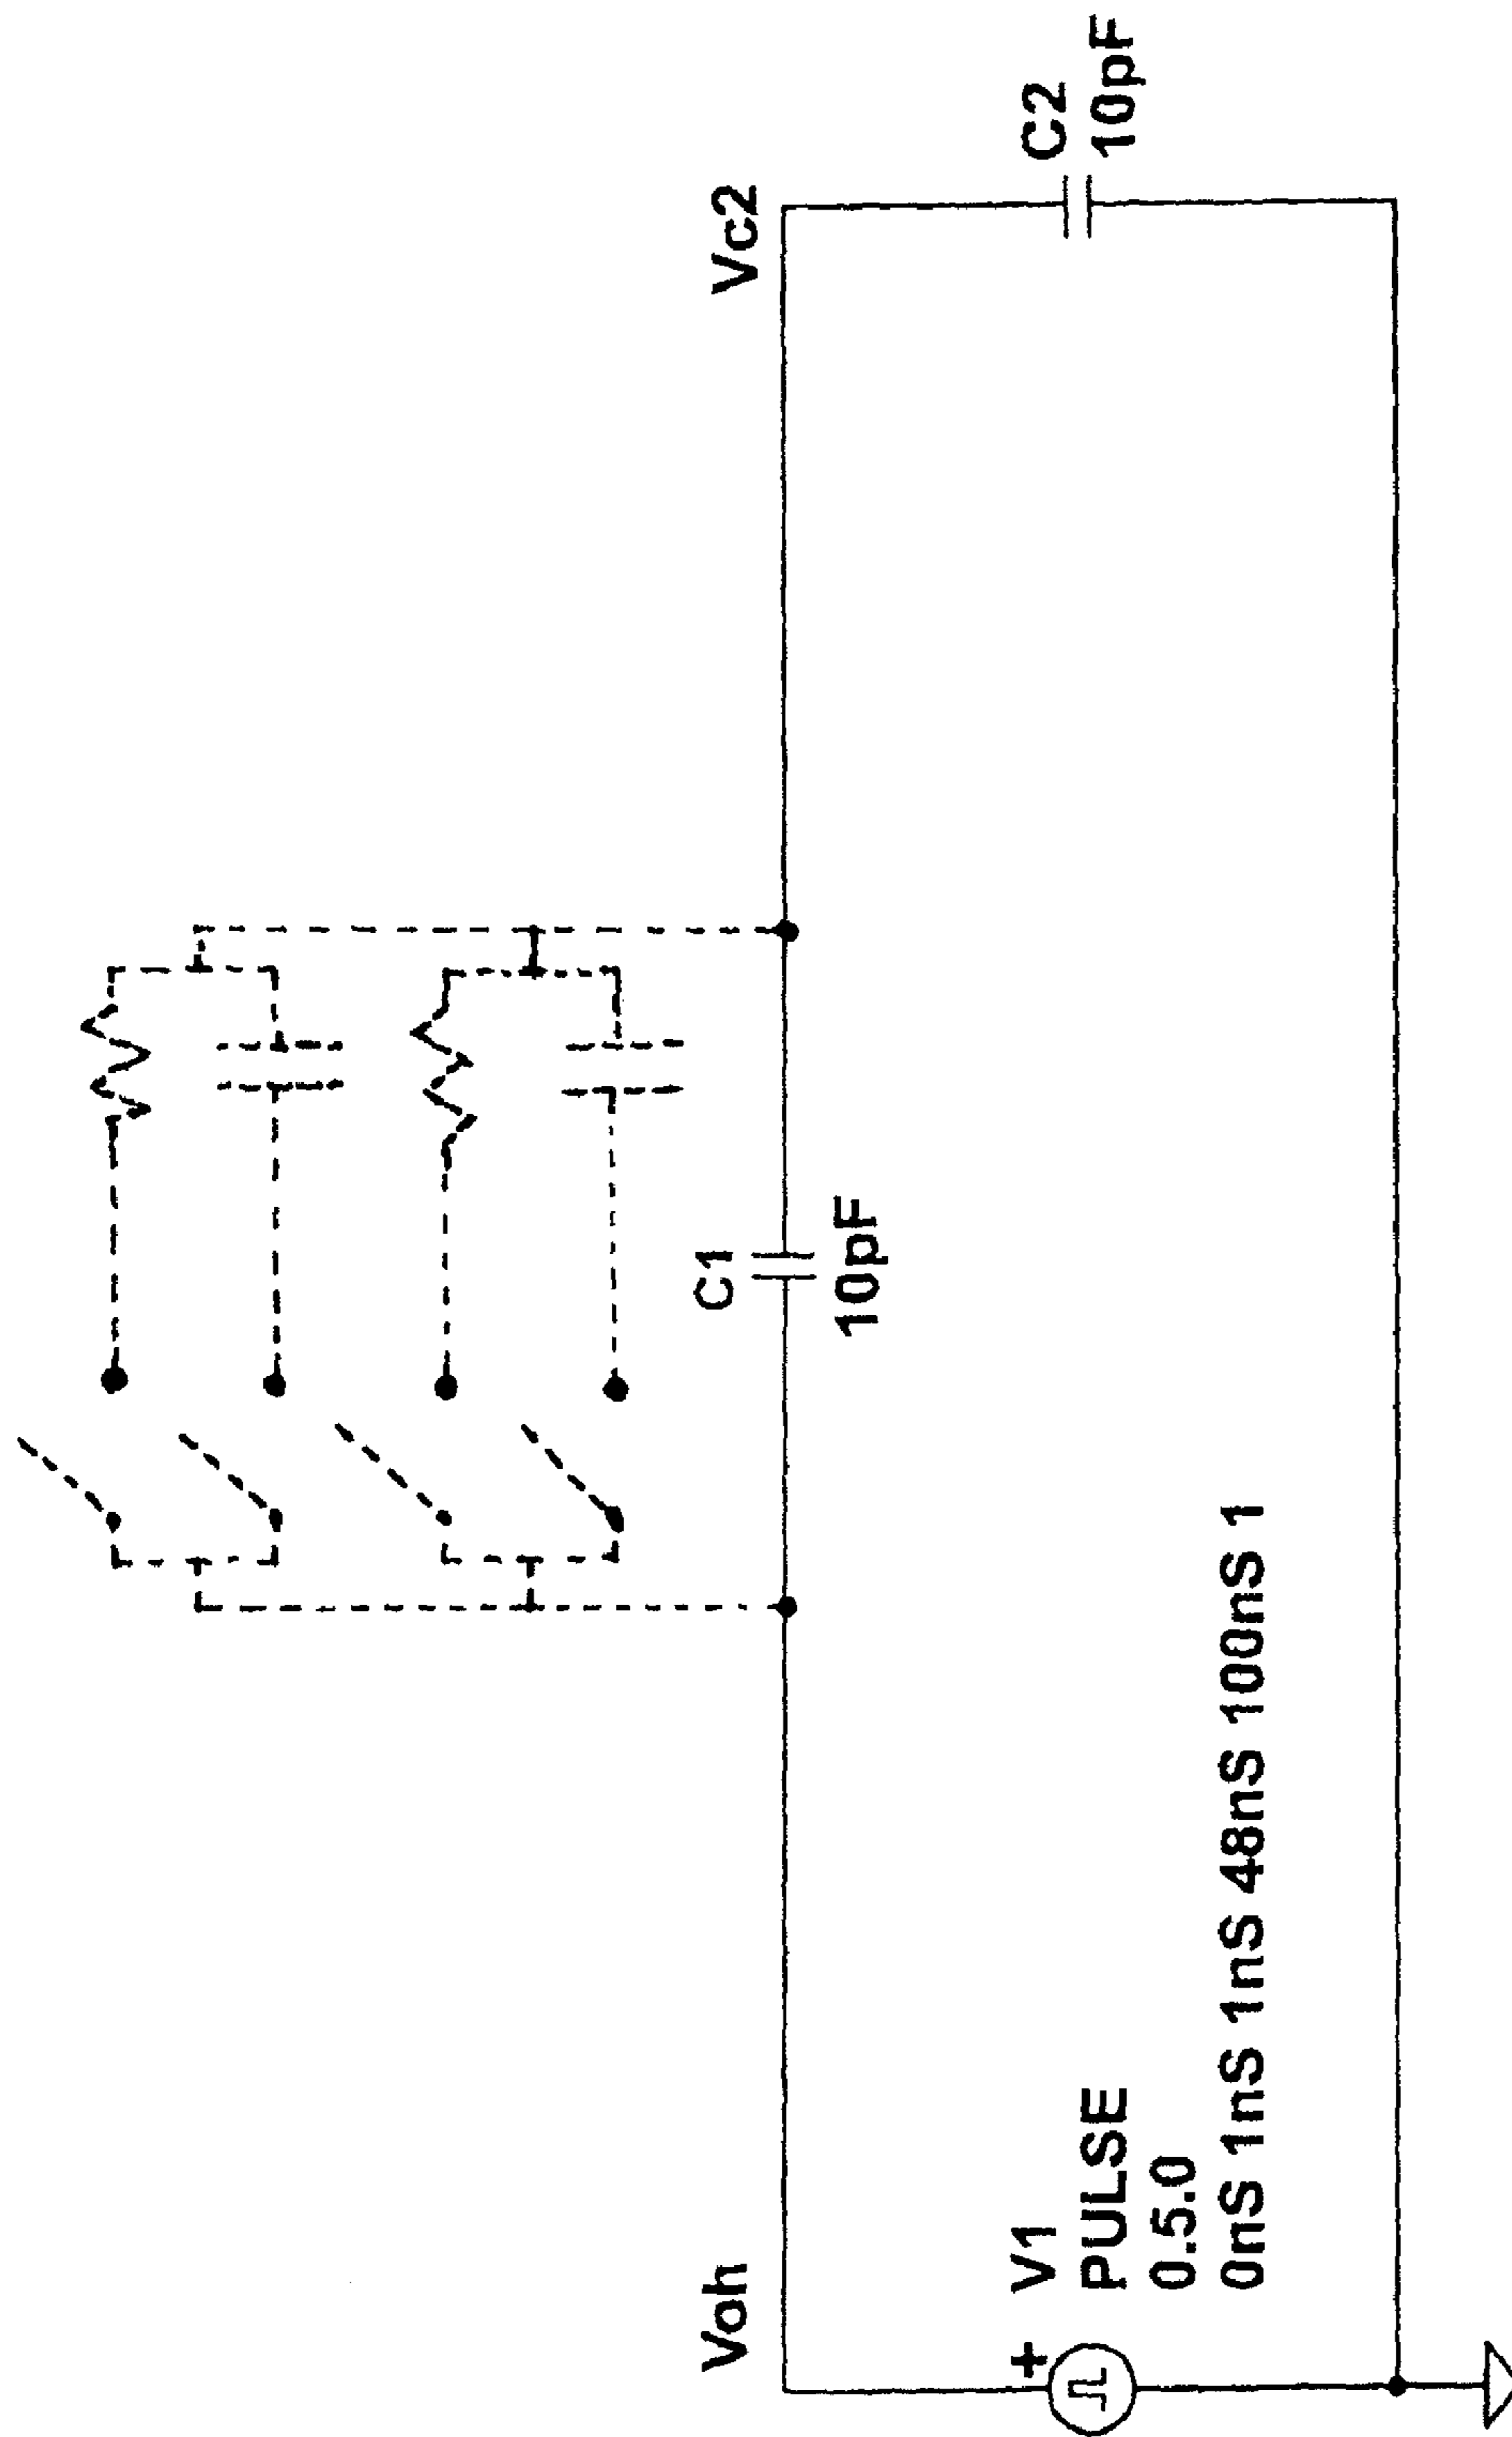 Voh
Vc2
C1
10pF
C2
10pF
+
V1
PULSE
0.5.0
0nS 1nS 1nS 48nS 100nS 1